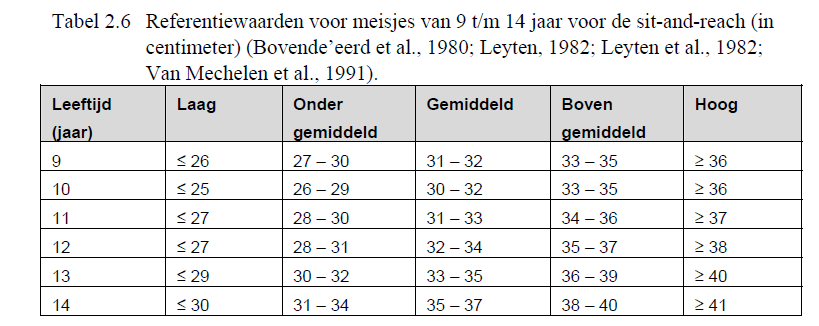 Tabel 2.6 Referentiewaarden voor meisjes van 9 t/m 14 jaar voor de sit-and-reach (in
centimeter) (Bovende’eerd et al., 1980; Leyten, 1982; Leyten et al., 1982;
Van Mechelen et al., 1991).
Leeftijd (jaar) Laag Onder gemiddeld Gemiddeld Boven gemiddeld Hoog
9 ≤ 26 27 – 30 31 – 32 33 – 35 ≥ 36
10 ≤ 25 26 – 29 30 – 32 33 – 35 ≥ 36
11 ≤ 27 28 – 30 31 – 33 34 – 36 ≥ 37
12 ≤ 27 28 – 31 32 – 34 35 – 37 ≥ 38
13 ≤ 29 30 – 32 33 – 35 36 – 39 ≥ 40
14 ≤ 30 31 – 34 35 – 37 38 – 40 ≥ 41